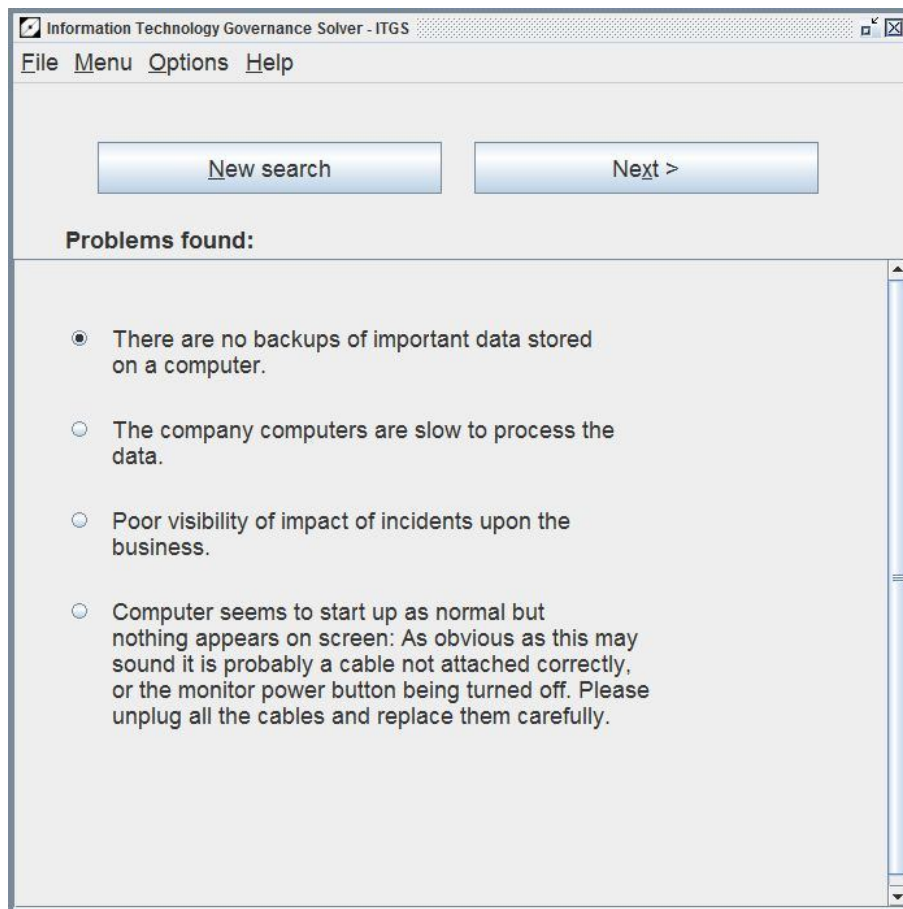 Information Technology Governance Solver - ITGS
File Menu Options Help
New search
Next >
Problems found:
There are no backups of important data stored
on a computer.
The company computers are slow to process the
data.
Poor visibility of impact of incidents upon the
business.
Computer seems to start up as normal but
nothing appears on screen: As obvious as this may
sound it is probably a cable not attached correctly,
or the monitor power button being turned off. Please
unplug all the cables and replace them carefully.